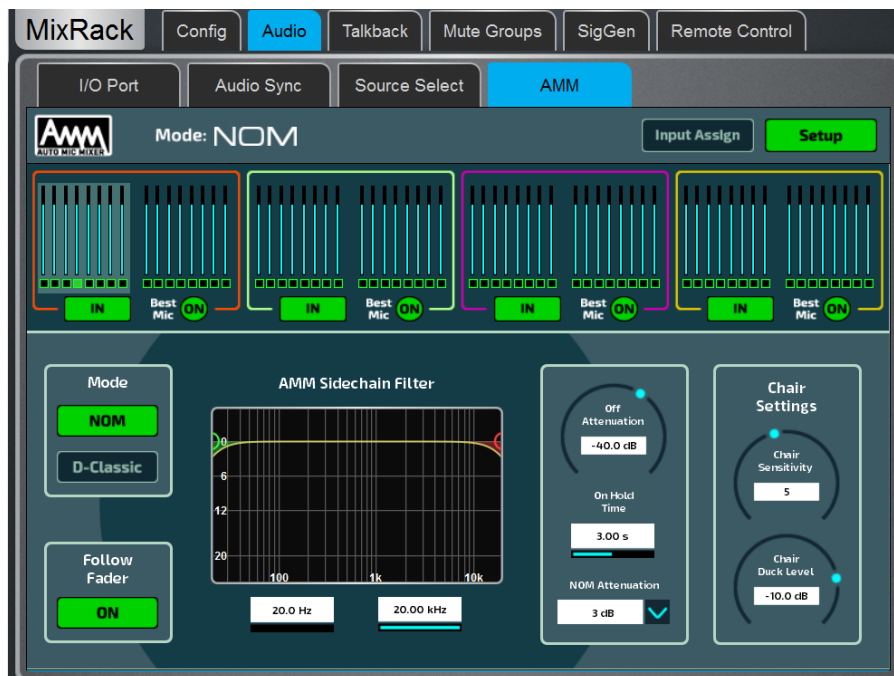 MixRack Config Audio Talkback Mute Groups SigGen Remote Control
I/O Port Audio Sync Source Select AMM
AMM
AUTO MIC MIXER
Mode: NOM
Input Assign Setup
IN Best Mic ON IN Best Mic ON IN Best Mic ON IN Best Mic ON
Mode
NOM
D-Classic
Follow
Fader
ON
AMM Sidechain Filter
0
6
12
20
100 1k 10k
20.0 Hz 20.00 kHz
Off
Attenuation
-40.0 dB
On Hold
Time
3.00 s
NOM Attenuation
3 dB
Chair
Settings
Chair
Sensitivity
5
Chair
Duck Level
-10.0 dB